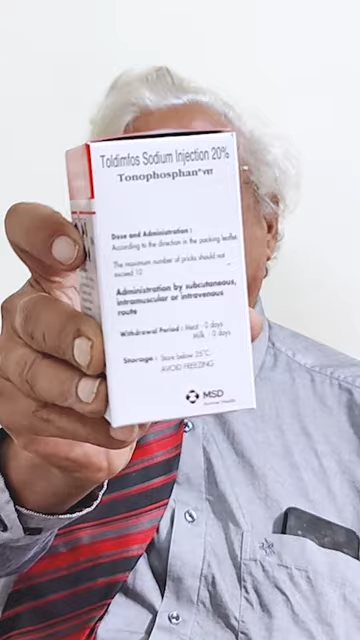 Toldimfos Sodium Injection 20%
Tonophosphan® VET
Dose and Administration :
According to the direction in the packing leaflet
The maximum number of pricks should not
exceed 10
Administration by subcutaneous,
intramuscular or intravenous
route
Withdrawal Period : Meat - 0 days
Milk : 0 days
Storage : Store below 25°C.
AVOID FREEZING
MSD
Animal Health